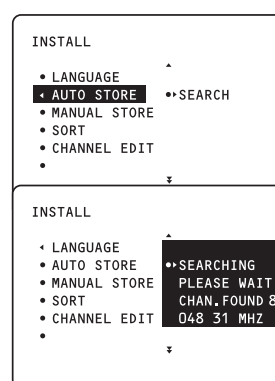 INSTALL
• LANGUAGE
◂ AUTO STORE ●▸SEARCH
• MANUAL STORE
• SORT
• CHANNEL EDIT
•
INSTALL
◂ LANGUAGE
• AUTO STORE ●▸SEARCHING
• MANUAL STORE PLEASE WAIT
• SORT CHAN.FOUND 8
• CHANNEL EDIT 048 31 MHZ
•